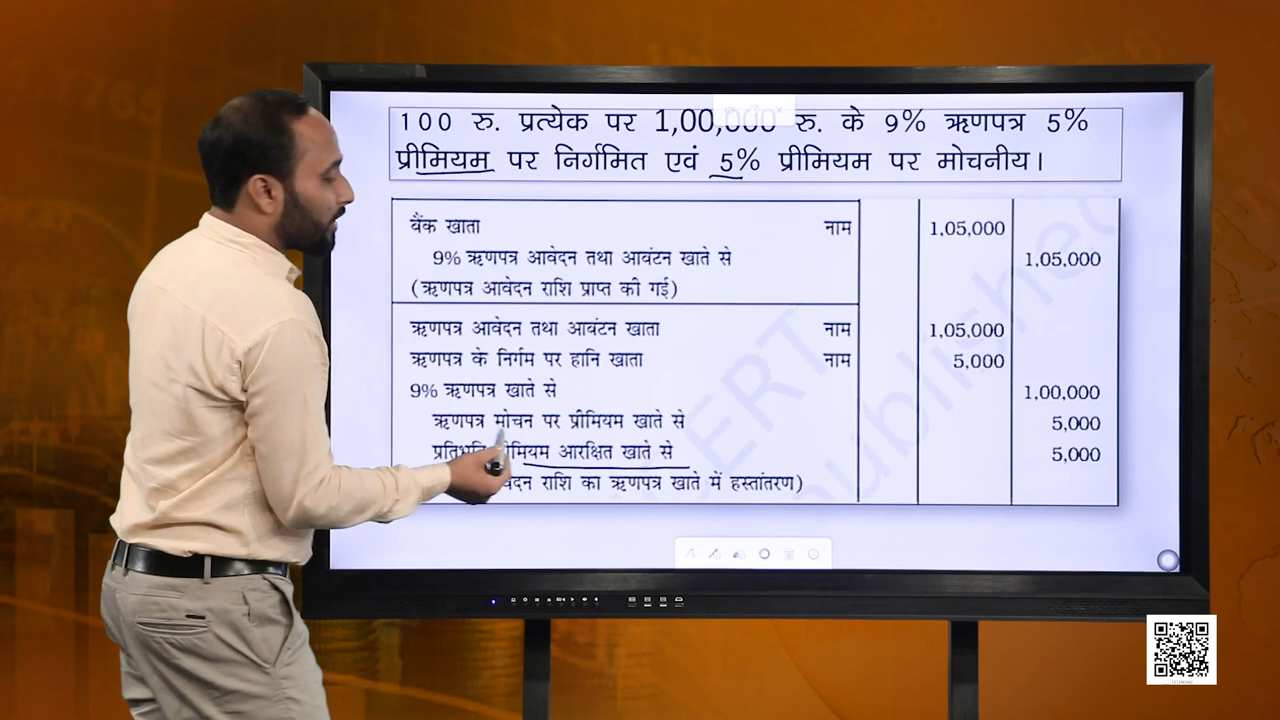 100 रु. प्रत्येक पर 1,00,000 रु. के 9% ऋणपत्र 5%
प्रीमियम पर निर्गमित एवं 5% प्रीमियम पर मोचनीय।
बैंक खाता नाम 1,05,000
9% ऋणपत्र आवेदन तथा आबंटन खाते से 1,05,000
(ऋणपत्र आवेदन राशि प्राप्त की गई)
ऋणपत्र आवेदन तथा आबंटन खाता नाम 1,05,000
ऋणपत्र के निर्गम पर हानि खाता नाम 5,000
9% ऋणपत्र खाते से 1,00,000
ऋणपत्र मोचन पर प्रीमियम खाते से 5,000
आरक्षित खाते से 5,000
राशि का ऋणपत्र खाते में हस्तांतरण)